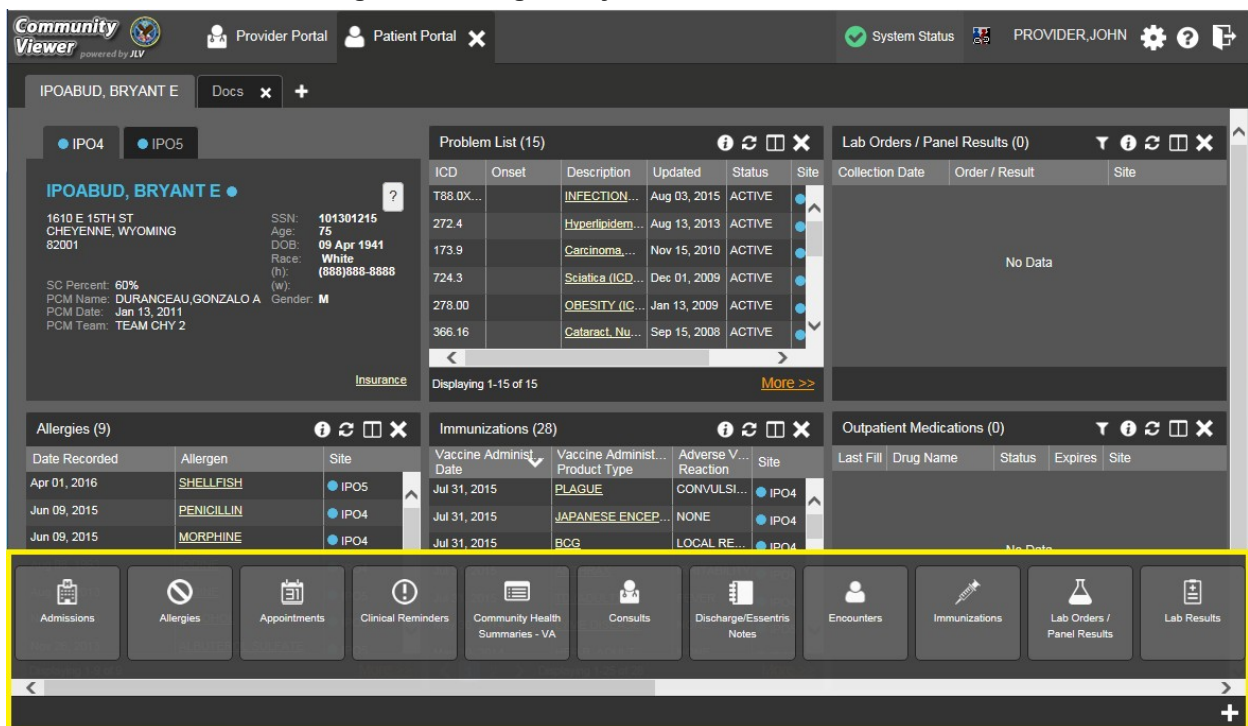 Community
Viewer powered by JLV
Provider Portal
Patient Portal
System Status
PROVIDER,JOHN
IPOABUD, BRYANT E
Docs
IPO4
IPO5
IPOABUD, BRYANT E
?
1610 E 15TH ST
CHEYENNE, WYOMING
82001
SSN: 101301215
Age: 75
DOB: 09 Apr 1941
Race: White
(h): (888)888-8888
(w):
Gender: M
SC Percent: 60%
PCM Name: DURANCEAU,GONZALO A
PCM Date: Jan 13, 2011
PCM Team: TEAM CHY 2
Insurance
Problem List (15)
ICD Onset Description Updated Status Site
T88.0X... INFECTION... Aug 03, 2015 ACTIVE
272.4 Hyperlipidem... Aug 13, 2013 ACTIVE
173.9 Carcinoma,... Nov 15, 2010 ACTIVE
724.3 Sciatica (ICD... Dec 01, 2009 ACTIVE
278.00 OBESITY (IC... Jan 13, 2009 ACTIVE
366.16 Cataract, Nu... Sep 15, 2008 ACTIVE
Displaying 1-15 of 15 More >>
Lab Orders / Panel Results (0)
Collection Date Order / Result Site
No Data
Allergies (9)
Date Recorded Allergen Site
Apr 01, 2016 SHELLFISH IPO5
Jun 09, 2015 PENICILLIN IPO4
Jun 09, 2015 MORPHINE IPO4
Immunizations (28)
Vaccine Administ... Date Vaccine Administ... Product Type Adverse V... Reaction Site
Jul 31, 2015 PLAGUE CONVULSI... IPO4
Jul 31, 2015 JAPANESE ENCEP... NONE IPO4
Jul 31, 2015 BCG LOCAL RE... IPO4
Outpatient Medications (0)
Last Fill Drug Name Status Expires Site
No Data
Admissions
Allergies
Appointments
Clinical Reminders
Community Health
Summaries - VA
Consults
Discharge/Essentris
Notes
Encounters
Immunizations
Lab Orders /
Panel Results
Lab Results